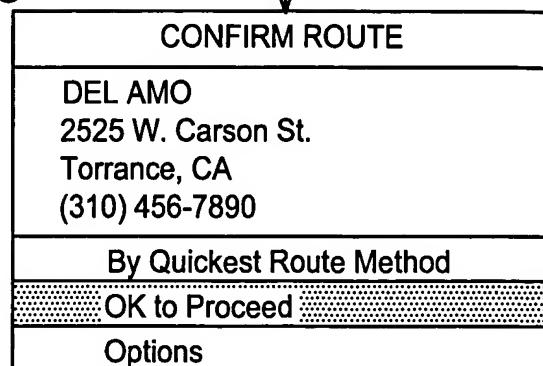 CONFIRM ROUTE
DEL AMO
2525 W. Carson St.
Torrance, CA
(310) 456-7890
By Quickest Route Method
OK to Proceed
Options